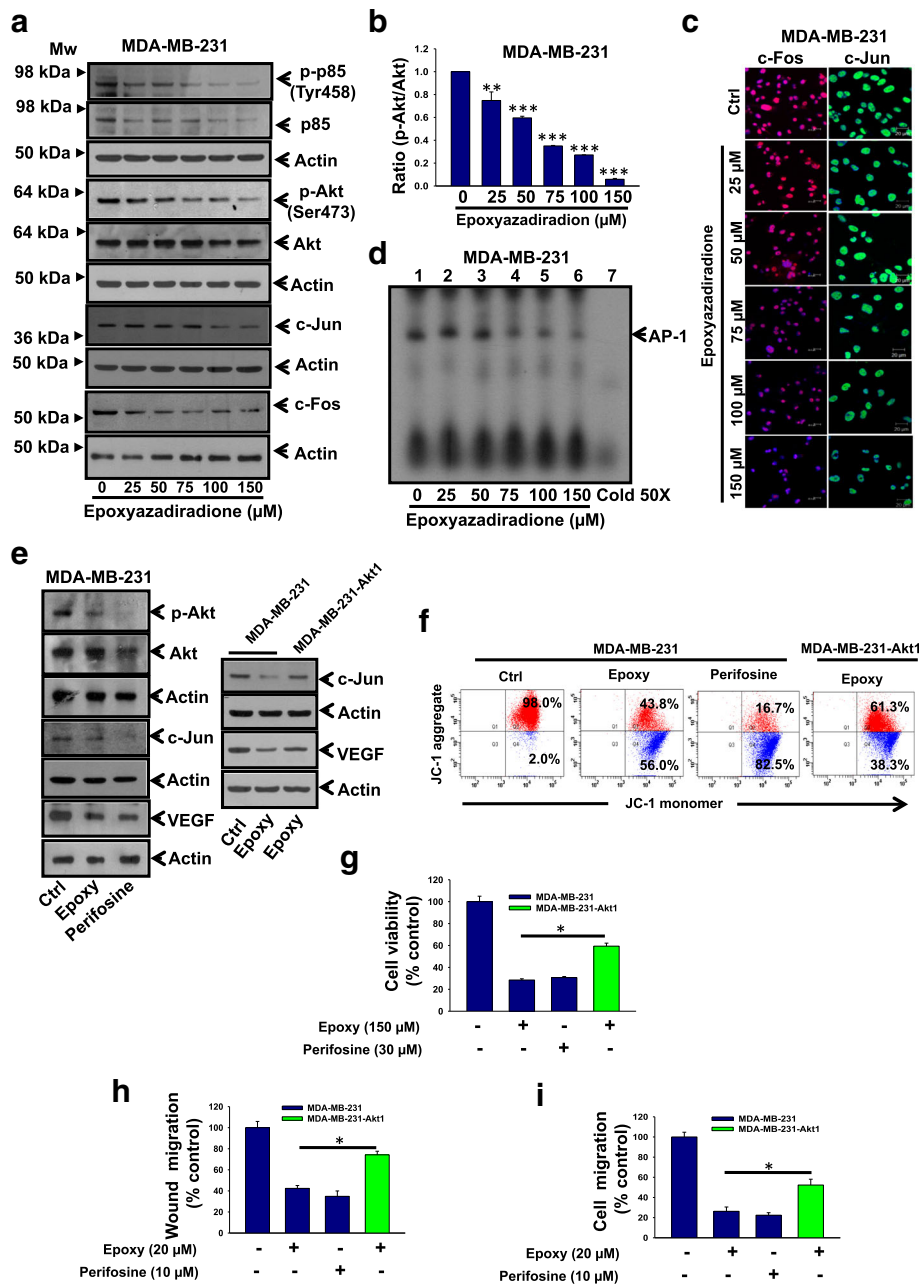 a
Mw
MDA-MB-231
98 kDa
p-p85
(Tyr458)
98 kDa
p85
50 kDa
Actin
64 kDa
p-Akt
(Ser473)
64 kDa
Akt
50 kDa
Actin
c-Jun
36 kDa
50 kDa
Actin
c-Fos
50 kDa
50 kDa
Actin
0 25 50 75 100 150
Epoxyazadiradione (µM)
b
MDA-MB-231
Ratio (p-Akt/Akt)
1.2
1.0
0.8
0.6
0.4
0.2
0.0
** *** *** *** ***
0 25 50 75 100 150
Epoxyazadiradion (µM)
c
MDA-MB-231
c-Fos c-Jun
Ctrl
25 µM
50 µM
75 µM
100 µM
150 µM
Epoxyazadiradione
d
MDA-MB-231
1 2 3 4 5 6 7
AP-1
0 25 50 75 100 150 Cold 50X
Epoxyazadiradione (µM)
e
MDA-MB-231
p-Akt
Akt
Actin
c-Jun
Actin
VEGF
Actin
Ctrl
Epoxy
Perifosine
MDA-MB-231
MDA-MB-231-Akt1
c-Jun
Actin
VEGF
Actin
Ctrl
Epoxy
Epoxy
f
MDA-MB-231 MDA-MB-231-Akt1
Ctrl Epoxy Perifosine Epoxy
JC-1 aggregate
98.0% 43.8% 16.7% 61.3%
2.0% 56.0% 82.5% 38.3%
JC-1 monomer
g
Cell viability
(% control)
120
100
80
60
40
20
0
MDA-MB-231
MDA-MB-231-Akt1
*
Epoxy (150 µM) - + - +
Perifosine (30 µM) - - + -
h
Wound migration
(% control)
120
100
80
60
40
20
0
MDA-MB-231
MDA-MB-231-Akt1
*
Epoxy (20 µM) - + - +
Perifosine (10 µM) - - + -
i
Cell migration
(% control)
120
100
80
60
40
20
0
MDA-MB-231
MDA-MB-231-Akt1
*
Epoxy (20 µM) - + - +
Perifosine (10 µM) - - + -